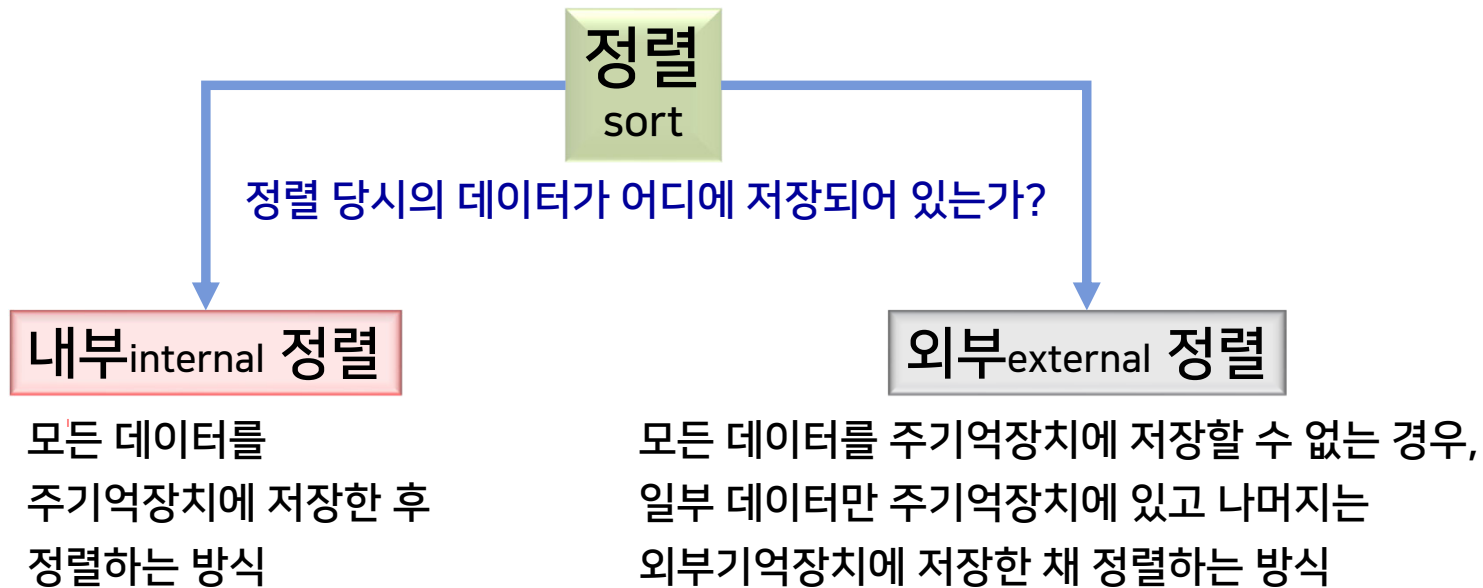 정렬
sort
정렬 당시의 데이터가 어디에 저장되어 있는가?
내부internal 정렬
모든 데이터를
주기억장치에 저장한 후
정렬하는 방식
외부external 정렬
모든 데이터를 주기억장치에 저장할 수 없는 경우,
일부 데이터만 주기억장치에 있고 나머지는
외부기억장치에 저장한 채 정렬하는 방식